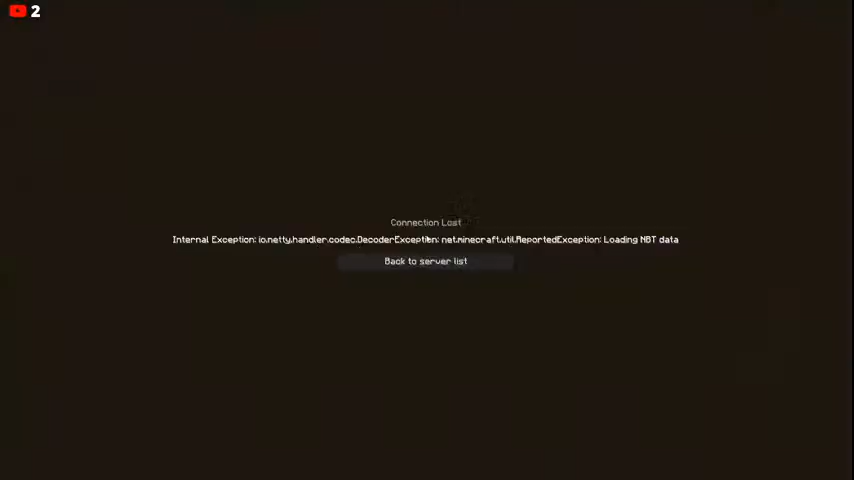 2
Connection Lost
Internal Exception: io.netty.handler.codec.DecoderException: net.minecraft.util.ReportedException: Loading NBT data
Back to server list